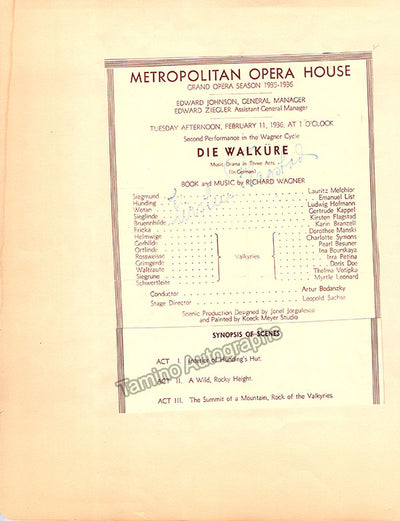 METROPOLITAN OPERA HOUSE
GRAND OPERA SEASON 1935-1936
EDWARD JOHNSON, GENERAL MANAGER
EDWARD ZIEGLER, Assistant General Manager
TUESDAY AFTERNOON, FEBRUARY 11, 1936, AT 1 O'CLOCK
Second Performance in the Wagner Cycle
DIE WALKÜRE
Music Drama in Three Acts
(In German)
BOOK and MUSIC by RICHARD WAGNER
Kirsten Flagstad
Siegmund Lauritz Melchior
Hunding Emanuel List
Wotan Ludwig Hofmann
Sieglinde Gertrude Kappel
Bruennhilde Kirsten Flagstad
Fricka Karin Branzell
Helmwige Dorothee Manski
Gerhilde Charlotte Symons
Ortlinde Pearl Besuner
Rossweisse Ina Bourskaya
Grimgerde Irra Petina
Waltraute Doris Doe
Siegrune Thelma Votipka
Schwertleite Myrtle Leonard
Valkyries
Conductor Artur Bodanzky
Stage Director Leopold Sachse
Scenic Production Designed by Jonel Jorgulesco
and Painted by Kaeck Meyer Studio
SYNOPSIS OF SCENES
ACT I. Interior of Hunding's Hut.
ACT II. A Wild, Rocky Height.
ACT III. The Summit of a Mountain, Rock of the Valkyries.
Tamino Autographs